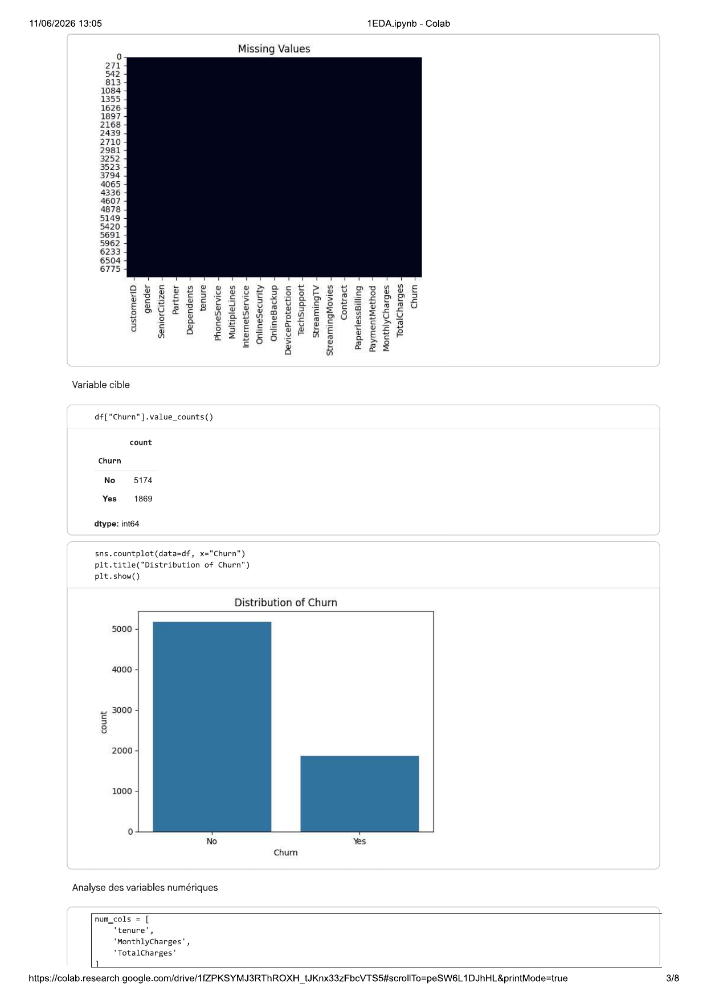 11/06/2026 13:05
1EDA.ipynb - Colab
Missing Values
0
271
542
813
1084
1355
1626
1897
2168
2439
2710
2981
3252
3523
3794
4065
4336
4607
4878
5149
5420
5691
5962
6233
6504
6775
customerID
gender
SeniorCitizen
Partner
Dependents
tenure
PhoneService
MultipleLines
InternetService
OnlineSecurity
OnlineBackup
DeviceProtection
TechSupport
StreamingTV
StreamingMovies
Contract
PaperlessBilling
PaymentMethod
MonthlyCharges
TotalCharges
Churn
Variable cible
df["Churn"].value_counts()
count
Churn
No 5174
Yes 1869
dtype: int64
sns.countplot(data=df, x="Churn")
plt.title("Distribution of Churn")
plt.show()
Distribution of Churn
5000
4000
3000
2000
1000
0
count
No
Yes
Churn
Analyse des variables numériques
num_cols = [
'tenure',
'MonthlyCharges',
'TotalCharges'
]
https://colab.research.google.com/drive/1fZPKSYMJ3RThROXH_tJKnx33zFbcVTS5#scrollTo=peSW6L1DJhHL&printMode=true
3/8